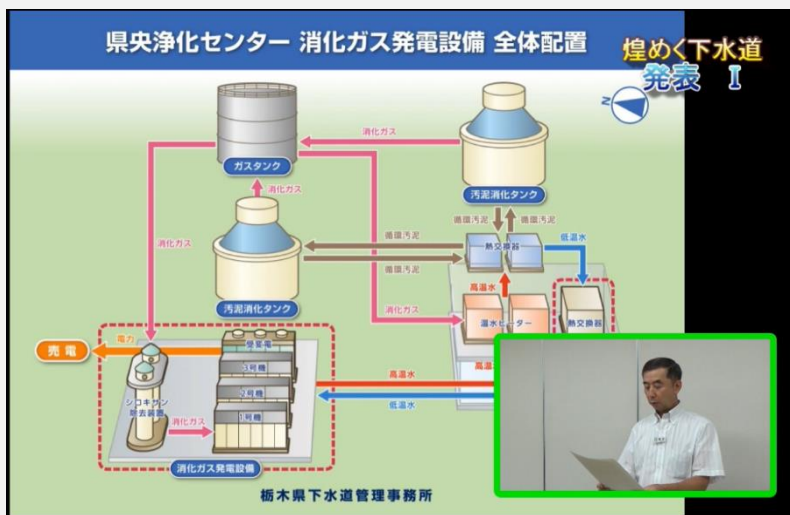 県央浄化センター 消化ガス発電設備 全体配置
煌めく下水道
発表 I
N
消化ガス
ガスタンク
汚泥消化タンク
消化ガス
循環汚泥
循環汚泥
消化ガス
循環汚泥
熱交換器
低温水
循環汚泥
汚泥消化タンク
消化ガス
高温水
温水ヒーター
熱交換器
売電
電力
受変電
3号機
高温水
高温
2号機
シロキサン
除去装置
低温水
消化ガス
1号機
消化ガス発電設備
栃木県下水道管理事務所